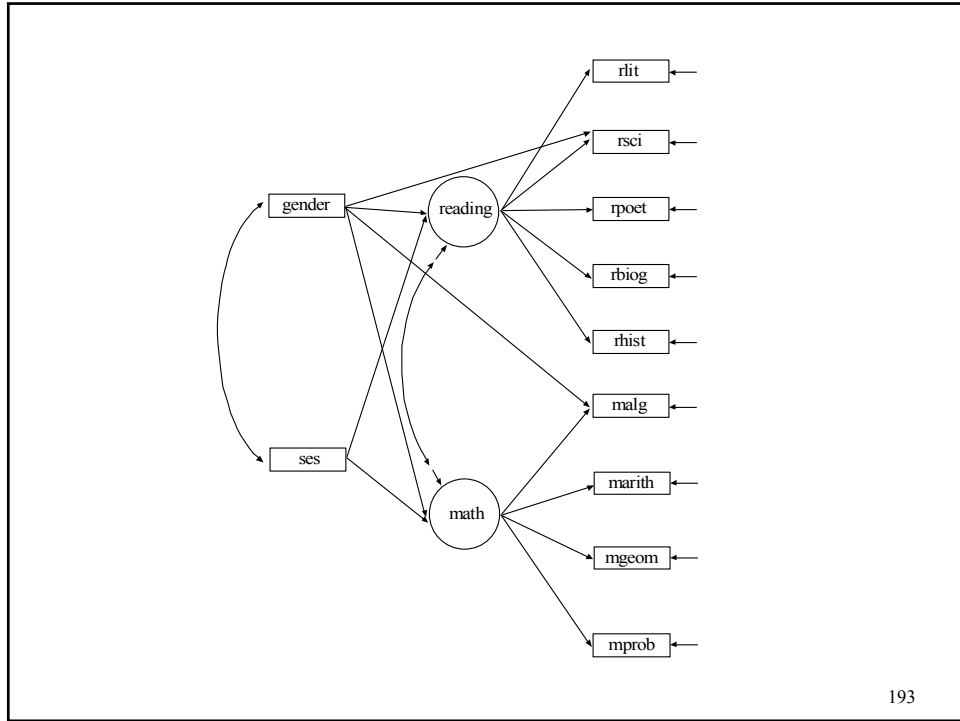 rlit
rsci
gender
reading
rpoet
rbiog
rhist
malg
ses
marith
math
mgeom
mprob
193